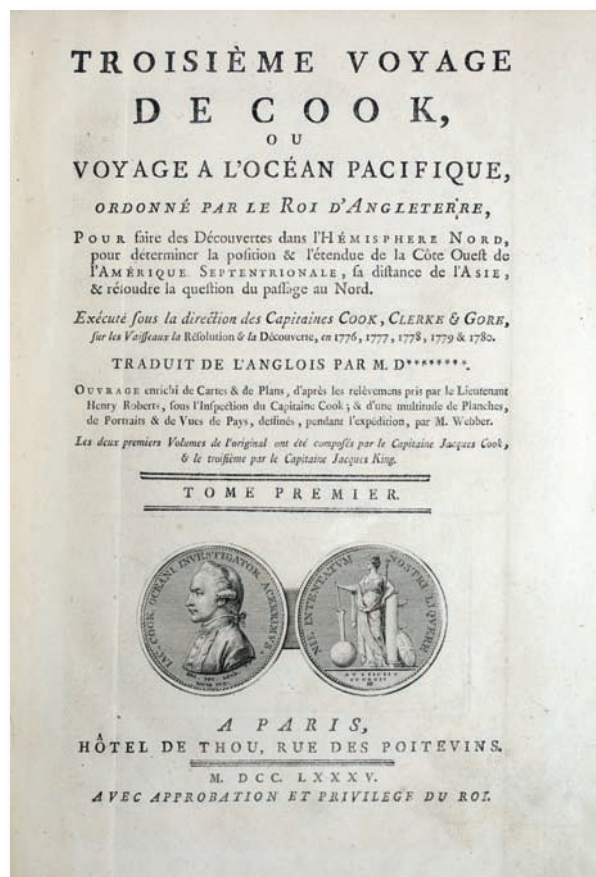 TROISIÈME VOYAGE
DE COOK,
OU
VOYAGE A L'OCÉAN PACIFIQUE,
ORDONNÉ PAR LE ROI D'ANGLETERRE,
POUR faire des Découvertes dans l'HÉMISPHERE NORD,
pour déterminer la poſition & l'étendue de la Côte Oueſt de
l'AMÉRIQUE SEPTENTRIONALE, ſa diſtance de l'ASIE,
& réſoudre la queſtion du paſſage au Nord.
Exécuté ſous la direction des Capitaines COOK, CLERKE & GORE,
ſur les Vaiſſeaux la Réſolution & la Découverte, en 1776, 1777, 1778, 1779 & 1780.
TRADUIT DE L'ANGLOIS PAR M. D********.
OUVRAGE enrichi de Cartes & de Plans, d'après les relèvemens pris par le Lieutenant
Henry Roberts, ſous l'Inſpection du Capitaine Cook; & d'une multitude de Planches,
de Portraits & de Vues de Pays, deſſinés, pendant l'expédition, par M. Webber.
Les deux premiers Volumes de l'original ont été compoſés par le Capitaine Jacques Cook,
& le troiſième par le Capitaine Jacques King.
TOME PREMIER.
IAC. COOK OCEANI INVESTIGATOR ACERRIMVS.
NIL INTENTATVM NOSTRI LIQVERE
A PARIS,
HÔTEL DE THOU, RUE DES POITEVINS.
M. DCC. LXXXV.
AVEC APPROBATION ET PRIVILEGE DU ROI.